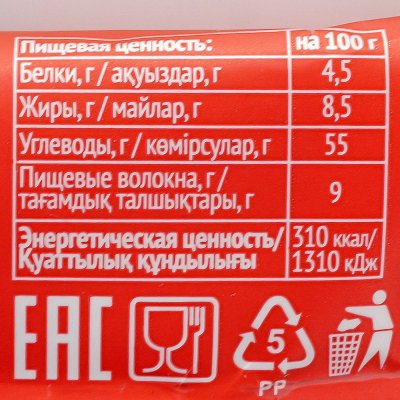 Пищевая ценность: на 100 г
Белки, г / ақуыздар, г 4,5
Жиры, г / майлар, г 8,5
Углеводы, г / көмірсулар, г 55
Пищевые волокна, г /
тағамдық талшықтары, г 9
Энергетическая ценность/ 310 ккал/
Қуаттылық құндылығы 1310 кДж
EAC
5
PP